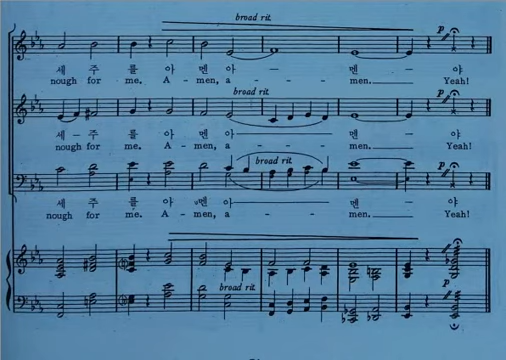 broad rit.
p
세 주 를 아 멘 아 - - 멘 - 야
nough for me. A - men, a - - - men. Yeah!
broad rit.
p
세 - 주 를 아 멘 아 멘 야
nough for me. A - men, a - - - men. Yeah!
broad rit.
p
세 주 를 아 멘 아 멘 - 야
nough for me. A - men, a - - - men. Yeah!
broad rit.
p